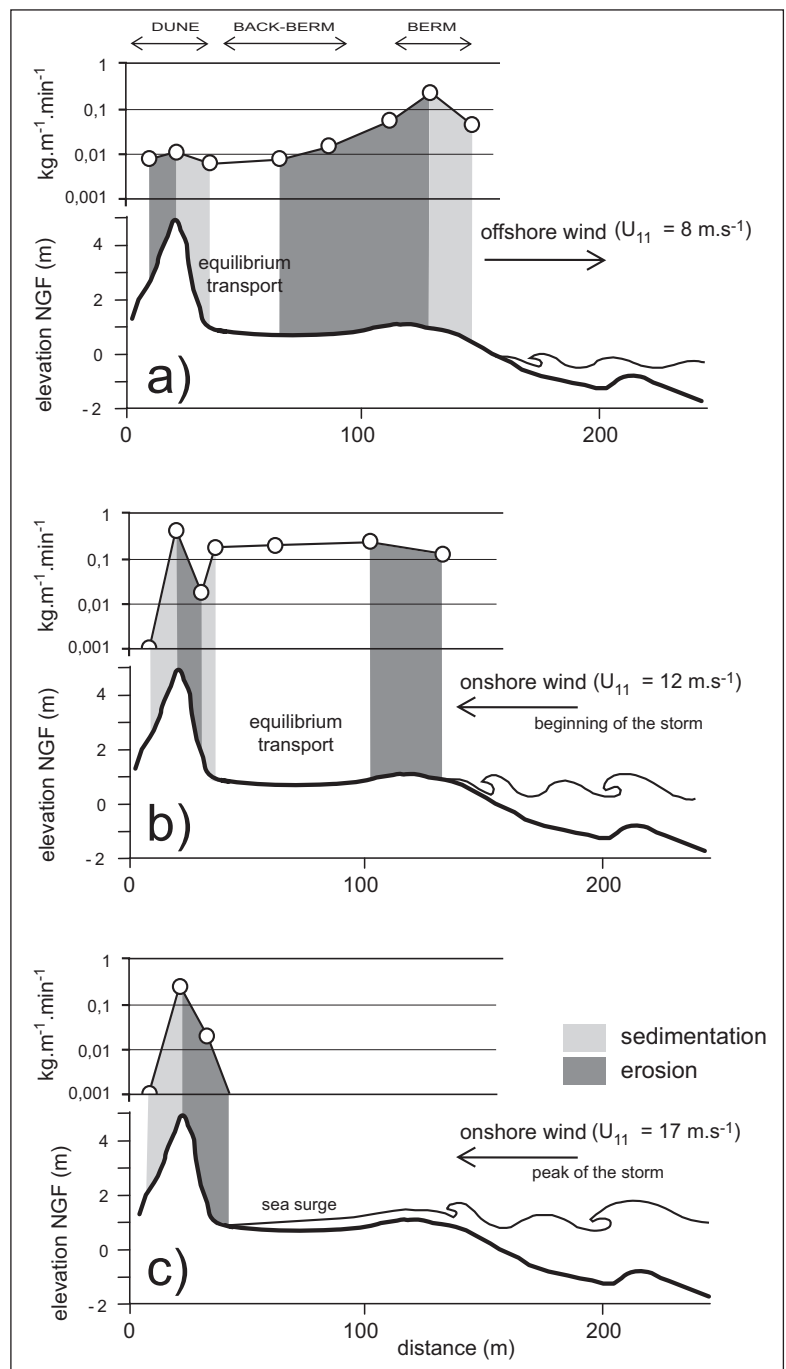 DUNE BACK-BERM BERM
1
0,1
0,01
0,001
kg.m-1.min-1
4
2
0
-2
elevation NGF (m)
equilibrium
transport
offshore wind (U11 = 8 m.s-1)
a)
0 100 200
1
0,1
0,01
0,001
kg.m-1.min-1
4
2
0
-2
elevation NGF (m)
equilibrium
transport
onshore wind (U11 = 12 m.s-1)
beginning of the storm
b)
0 100 200
1
0,1
0,01
0,001
kg.m-1.min-1
sedimentation
erosion
4
2
0
-2
elevation NGF (m)
onshore wind (U11 = 17 m.s-1)
peak of the storm
sea surge
c)
0 100 200
distance (m)